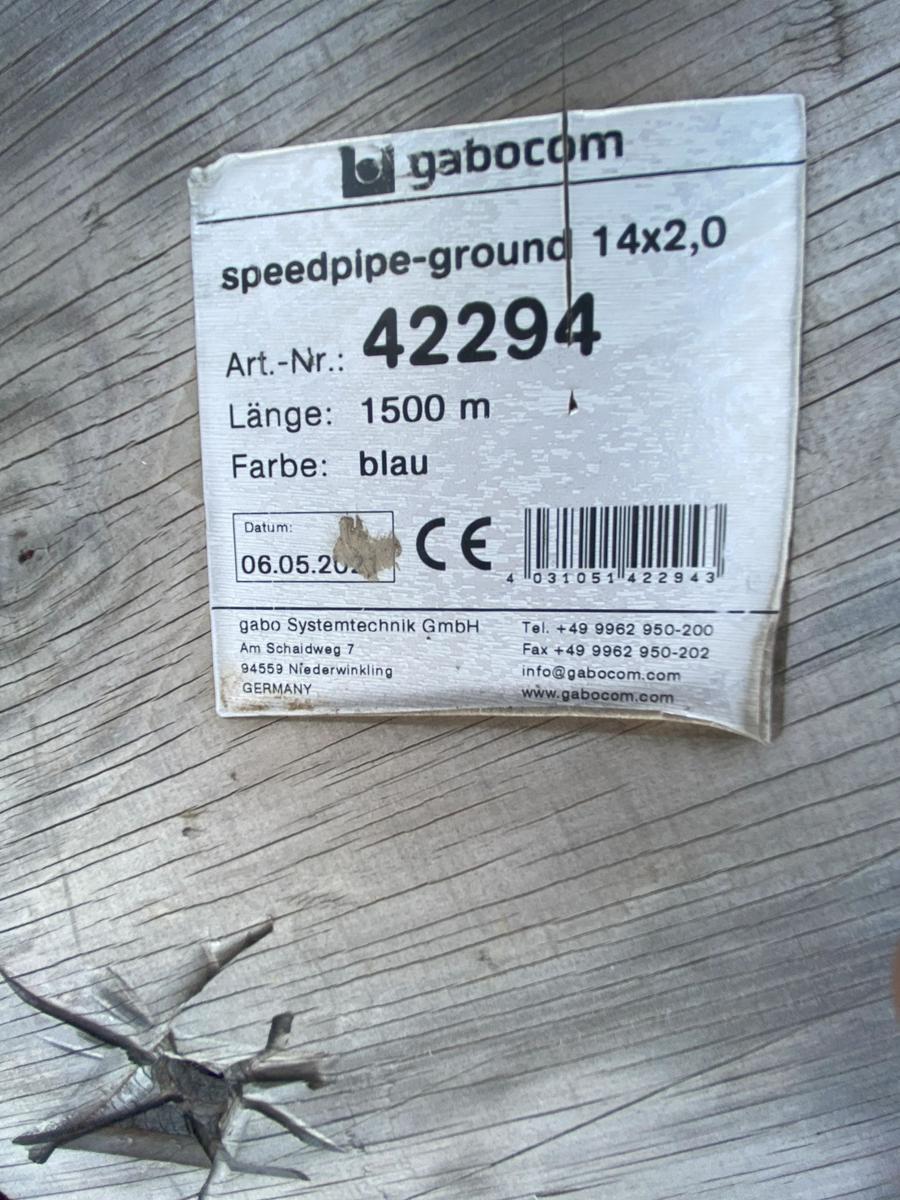 gabocom
speedpipe-ground 14x2,0
Art.-Nr.: 42294
Länge: 1500 m
Farbe: blau
Datum:
CE
4 031051 422943
gabo Systemtechnik GmbH
Am Schaidweg 7
94559 Niederwinkling
GERMANY
Tel. +49 9962 950-200
Fax +49 9962 950-202
info@gabocom.com
www.gabocom.com